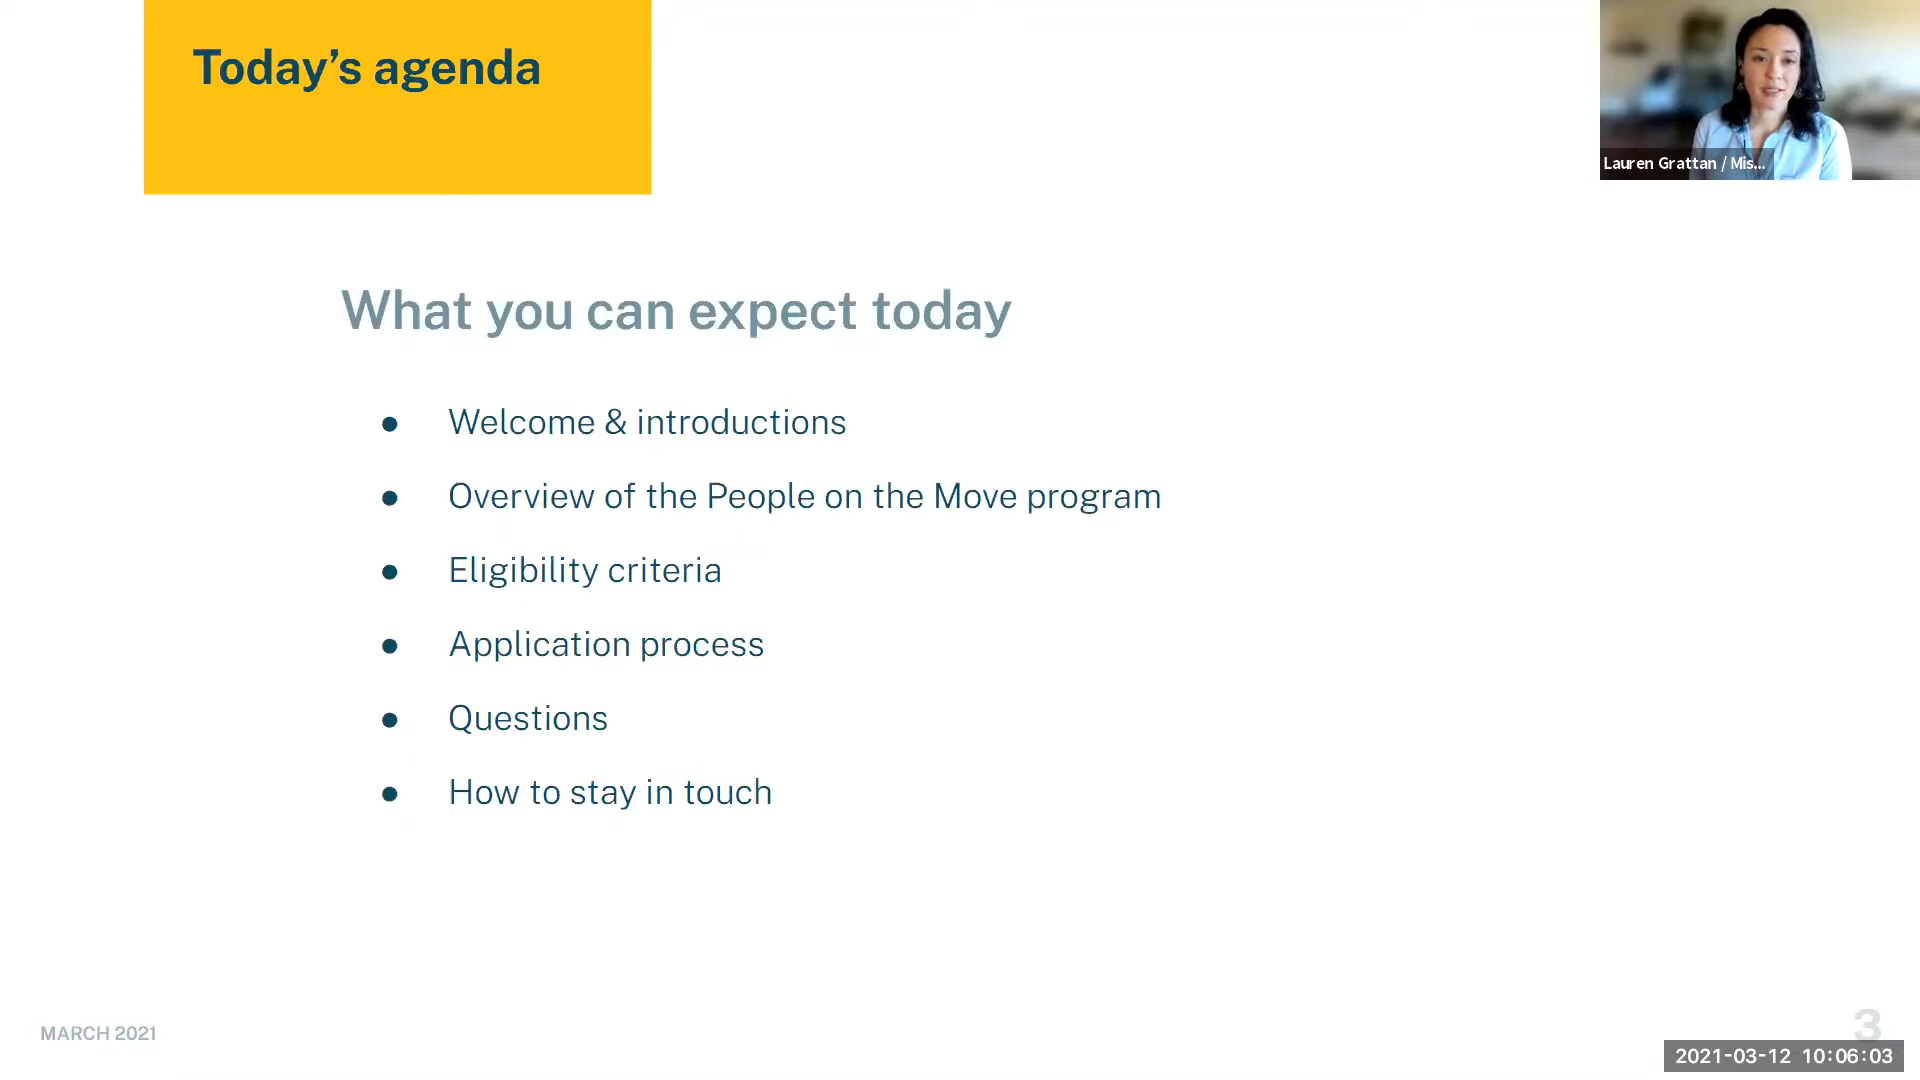 Today’s agenda
Lauren Grattan / Mis...
What you can expect today
● Welcome & introductions
● Overview of the People on the Move program
● Eligibility criteria
● Application process
● Questions
● How to stay in touch
MARCH 2021
3
2021-03-12 10:06:03